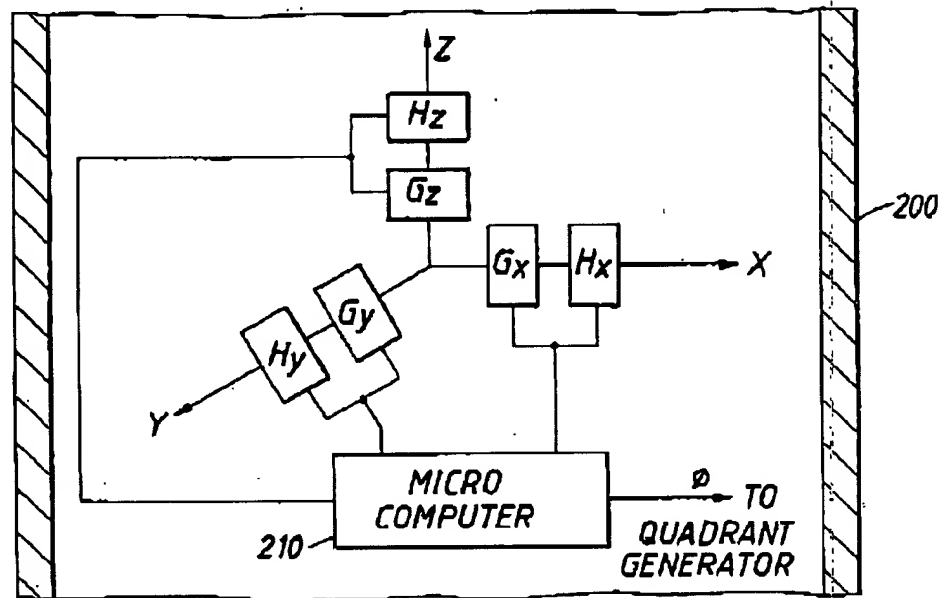 Z
Hz
Gz
200
Gx Hx X
Gy
Hy
Y
MICRO
COMPUTER
210
ø TO
QUADRANT
GENERATOR